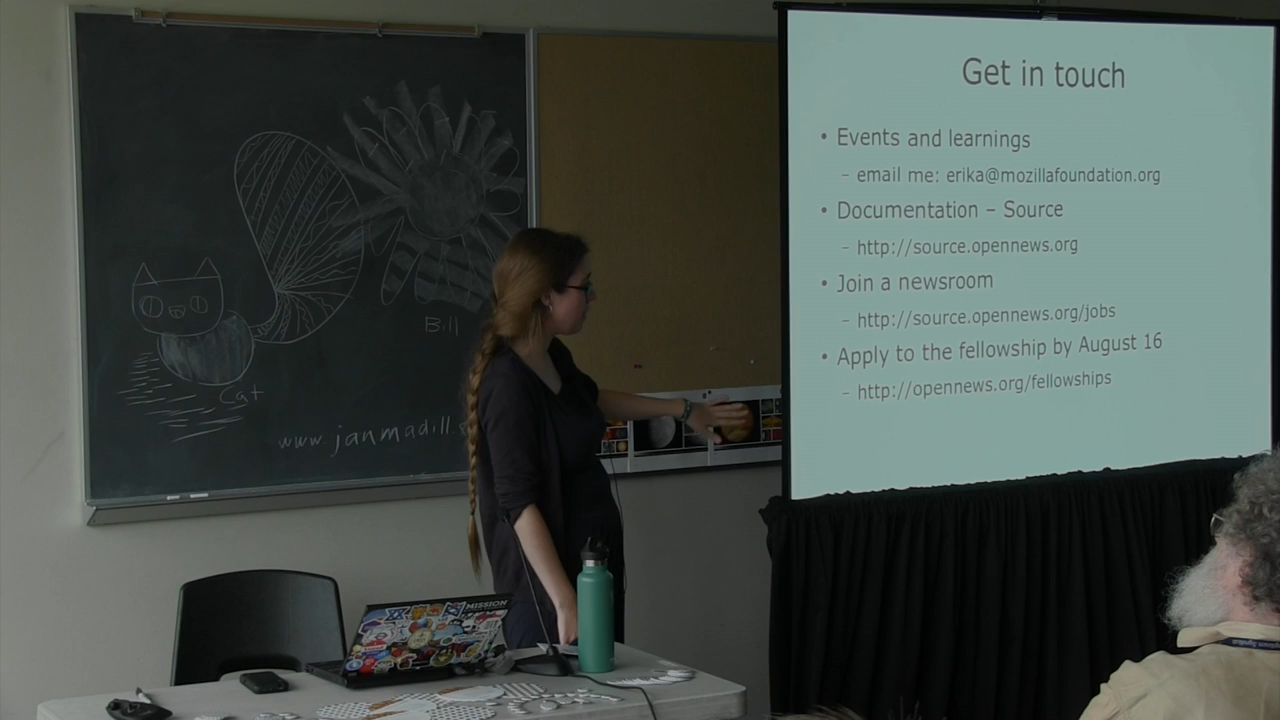 Get in touch
• Events and learnings
– email me: erika@mozillafoundation.org
• Documentation – Source
– http://source.opennews.org
• Join a newsroom
– http://source.opennews.org/jobs
• Apply to the fellowship by August 16
– http://opennews.org/fellowships
Bill
Cat
www.janmadill.
MISSION